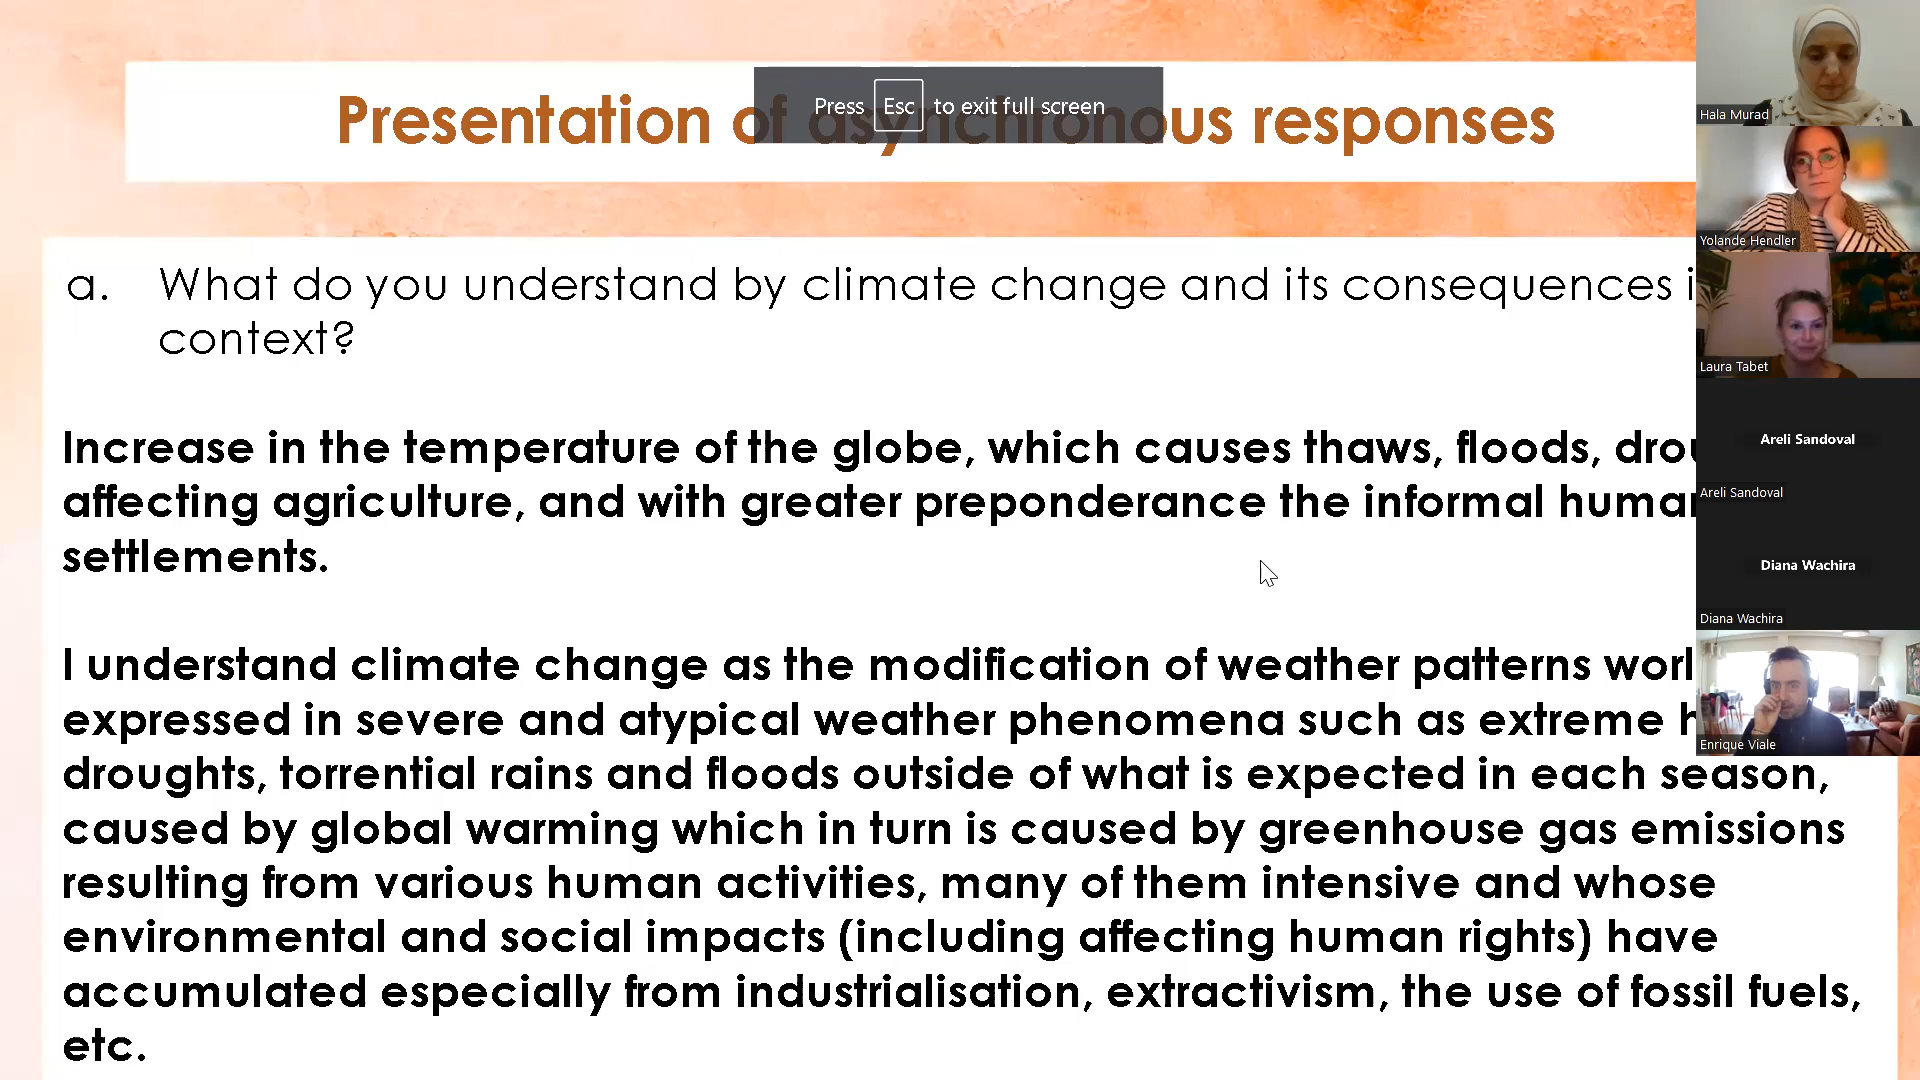 Presentation of asynchronous responses
Press Esc to exit full screen
a. What do you understand by climate change and its consequences
context?
Increase in the temperature of the globe, which causes thaws, floods,
affecting agriculture, and with greater preponderance the informal
settlements.
I understand climate change as the modification of weather patterns
expressed in severe and atypical weather phenomena such as extreme
droughts, torrential rains and floods outside of what is expected in each season,
caused by global warming which in turn is caused by greenhouse gas emissions
resulting from various human activities, many of them intensive and whose
environmental and social impacts (including affecting human rights) have
accumulated especially from industrialisation, extractivism, the use of fossil fuels,
etc.
Hala Murad
Yolande Hendler
Laura Tabet
Areli Sandoval
Areli Sandoval
Diana Wachira
Diana Wachira
Enrique Viale